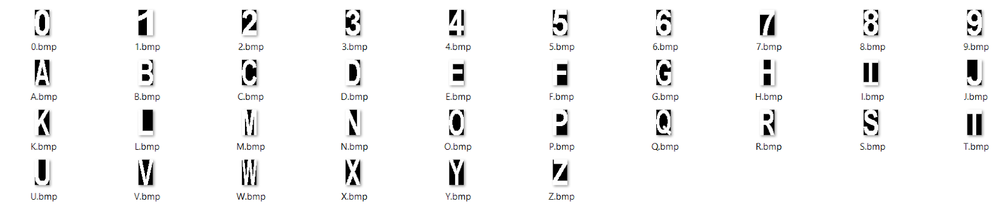 0 1 2 3 4 5 6 7 8 9
0.bmp 1.bmp 2.bmp 3.bmp 4.bmp 5.bmp 6.bmp 7.bmp 8.bmp 9.bmp
A B C D E F G H I J
A.bmp B.bmp C.bmp D.bmp E.bmp F.bmp G.bmp H.bmp I.bmp J.bmp
K L M N O P Q R S T
K.bmp L.bmp M.bmp N.bmp O.bmp P.bmp Q.bmp R.bmp S.bmp T.bmp
U V W X Y Z
U.bmp V.bmp W.bmp X.bmp Y.bmp Z.bmp